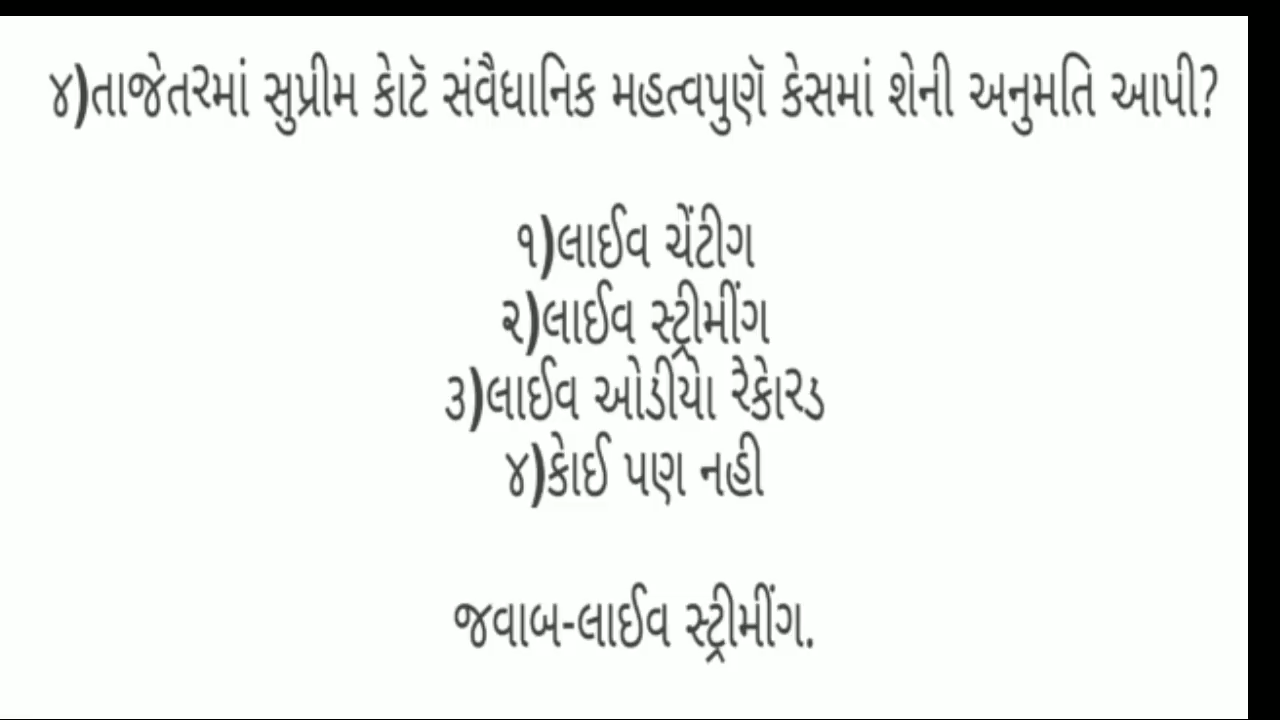 ૪)તાજેતરમાં સુપ્રીમ કોટૅ સંવૈધાનિક મહત્વપુણૅ કેસમાં શેની અનુમતિ આપી?
૧)લાઈવ ચેંટીગ
૨)લાઈવ સ્ટ્રીમીંગ
૩)લાઈવ ઓડીયો રેકોરડ
૪)કોઈ પણ નહી
જવાબ-લાઈવ સ્ટ્રીમીંગ.